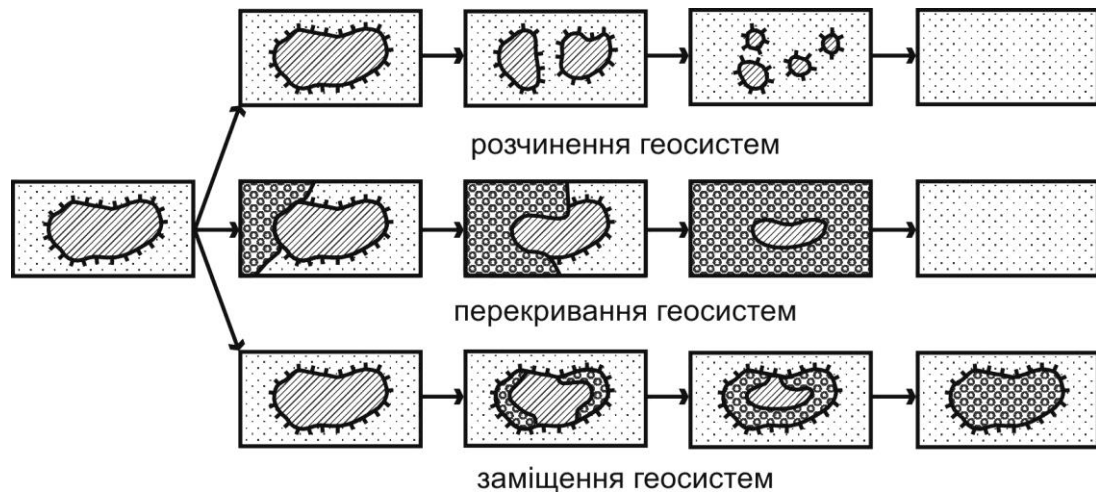 розчинення геосистем
перекривання геосистем
заміщення геосистем